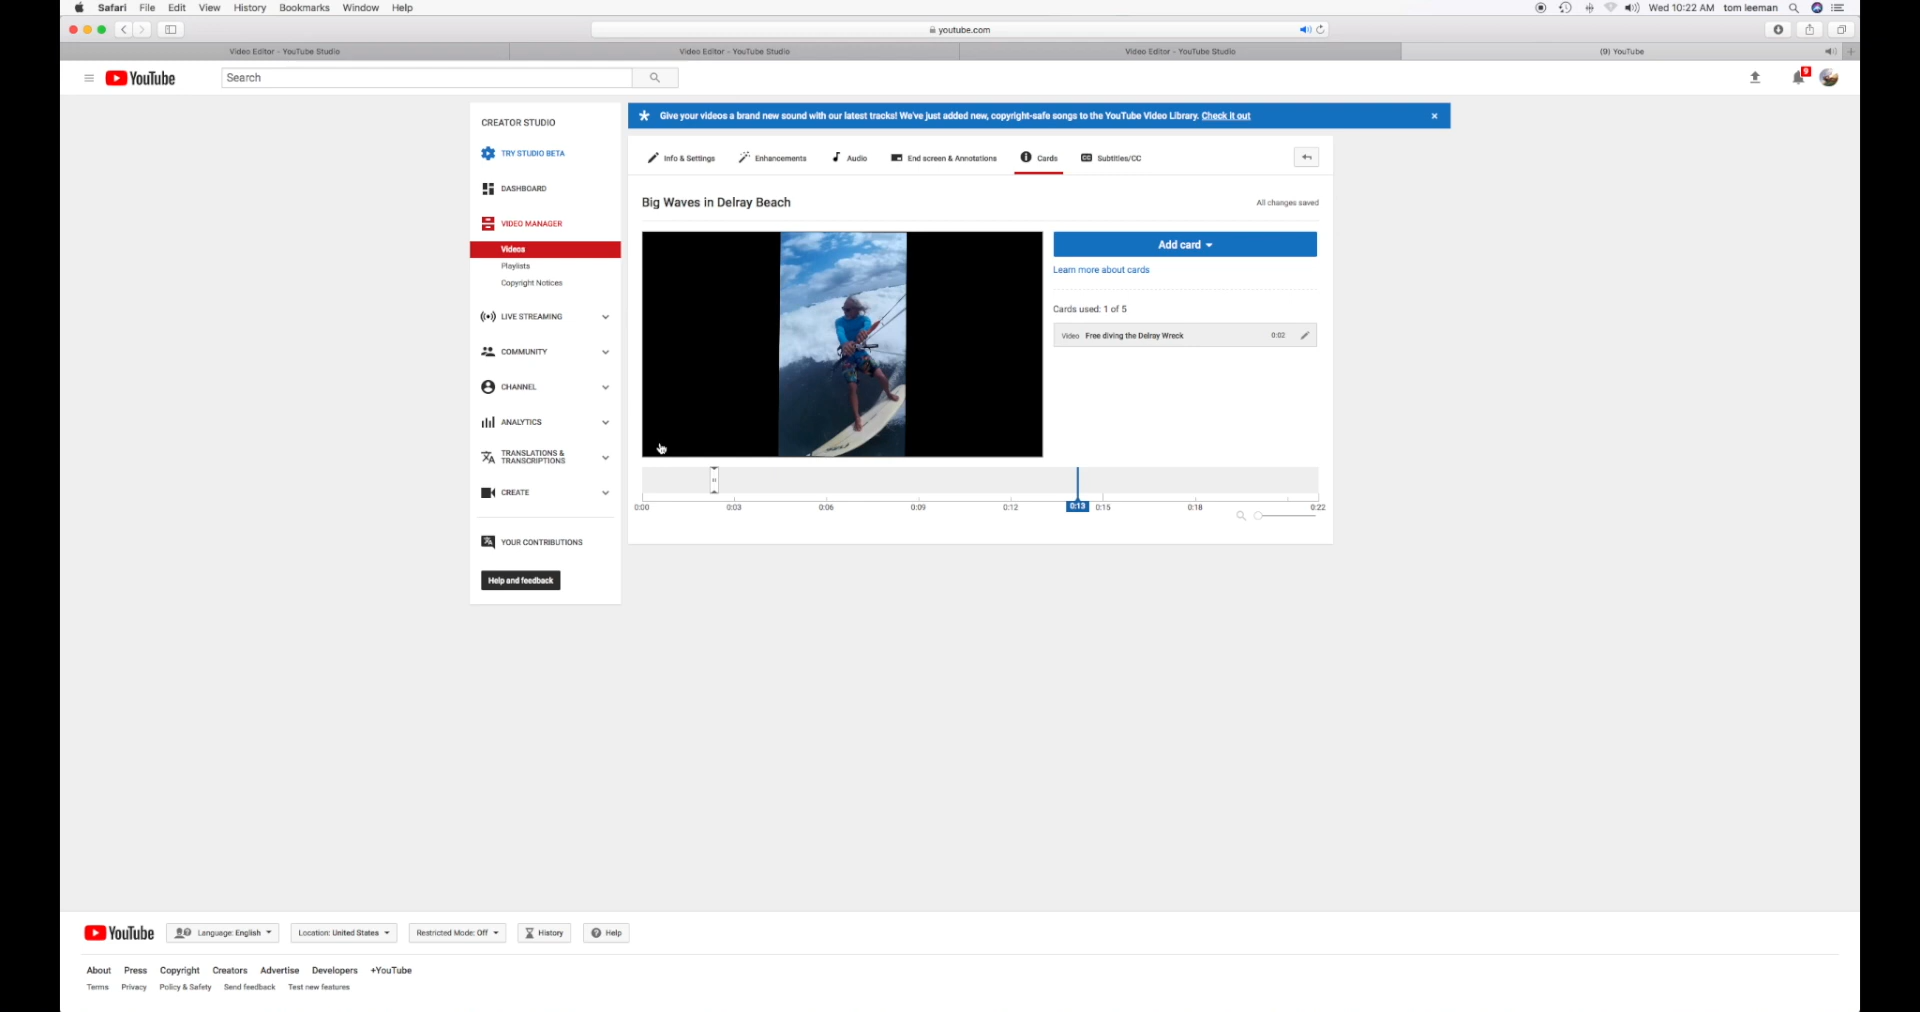 Safari File Edit View History Bookmarks Window Help Wed 10:22 AM tom leeman
youtube.com
Video Editor - YouTube Studio Video Editor - YouTube Studio Video Editor - YouTube Studio (9) YouTube
YouTube Search 9
CREATOR STUDIO
TRY STUDIO BETA
DASHBOARD
VIDEO MANAGER
Videos
Playlists
Copyright Notices
LIVE STREAMING
COMMUNITY
CHANNEL
ANALYTICS
TRANSLATIONS &
TRANSCRIPTIONS
CREATE
YOUR CONTRIBUTIONS
Help and feedback
Give your videos a brand new sound with our latest tracks! We've just added new, copyright-safe songs to the YouTube Video Library. Check it out
Info & Settings Enhancements Audio End screen & Annotations Cards Subtitles/CC
Big Waves in Delray Beach All changes saved
Add card
Learn more about cards
Cards used: 1 of 5
Video Free diving the Delray Wreck 0:02
0:00 0:03 0:06 0:09 0:12 0:13 0:15 0:18 0:22
YouTube Language: English Location: United States Restricted Mode: Off History Help
About Press Copyright Creators Advertise Developers +YouTube
Terms Privacy Policy & Safety Send feedback Test new features